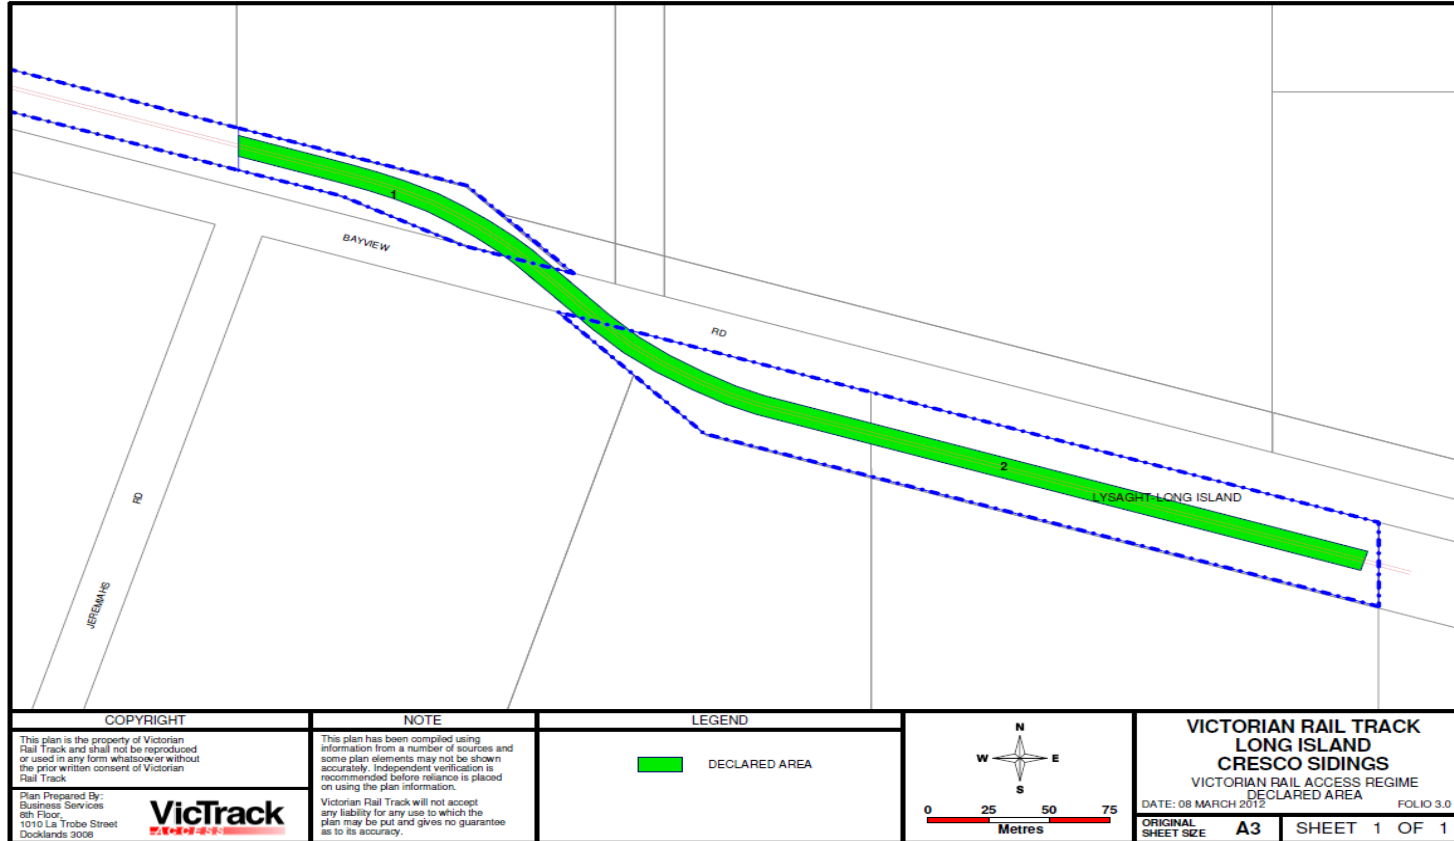 1
BAYVIEW
RD
2
LYSAGHT-LONG ISLAND
RD
JEREMIAHS
COPYRIGHT
This plan is the property of Victorian
Rail Track and shall not be reproduced
or used in any form whatsoever without
the prior written consent of Victorian
Rail Track
Plan Prepared By:
Business Services
8th Floor,
1010 La Trobe Street
Docklands 3008
VicTrack
ACCESS
NOTE
This plan has been compiled using
information from a number of sources and
some plan elements may not be shown
accurately. Independent verification is
recommended before reliance is placed
on using the plan information.
Victorian Rail Track will not accept
any liability for any use to which the
plan may be put and gives no guarantee
as to its accuracy.
LEGEND
DECLARED AREA
N
W E
S
0 25 50 75
Metres
VICTORIAN RAIL TRACK
LONG ISLAND
CRESCO SIDINGS
VICTORIAN RAIL ACCESS REGIME
DECLARED AREA
DATE: 08 MARCH 2012 FOLIO 3.0
ORIGINAL
SHEET SIZE A3 SHEET 1 OF 1